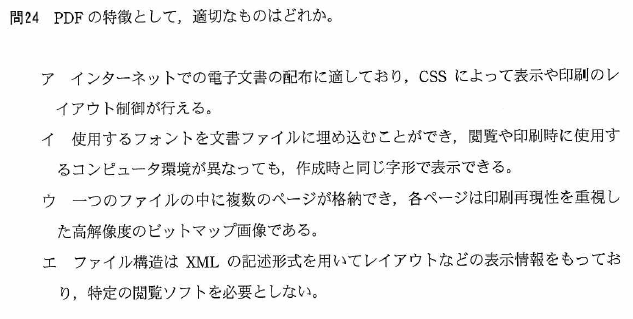 問24 PDFの特徴として，適切なものはどれか。
ア インターネットでの電子文書の配布に適しており，CSS によって表示や印刷のレ
イアウト制御が行える。
イ 使用するフォントを文書ファイルに埋め込むことができ，閲覧や印刷時に使用す
るコンピュータ環境が異なっても，作成時と同じ字形で表示できる。
ウ 一つのファイルの中に複数のページが格納でき，各ページは印刷再現性を重視し
た高解像度のビットマップ画像である。
エ ファイル構造は XML の記述形式を用いてレイアウトなどの表示情報をもってお
り，特定の閲覧ソフトを必要としない。